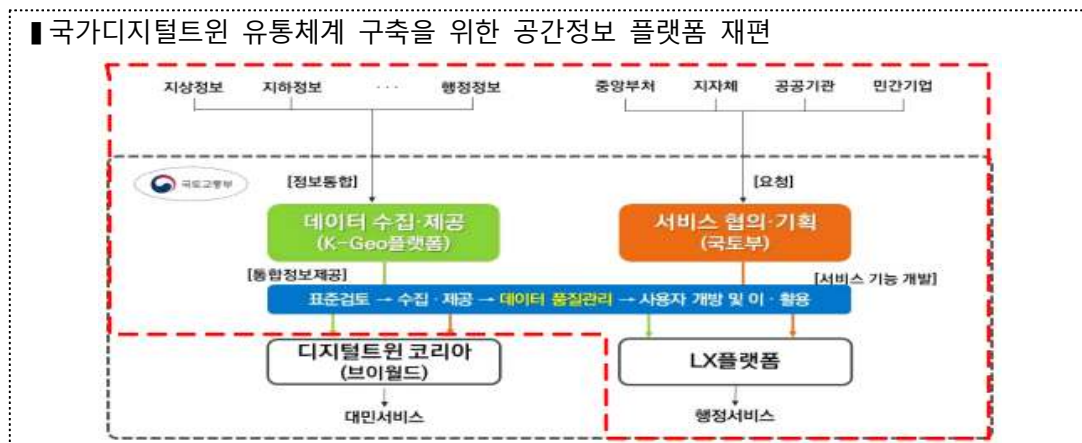 ▌국가디지털트윈 유통체계 구축을 위한 공간정보 플랫폼 재편
지상정보 지하정보 ··· 행정정보 중앙부처 지자체 공공기관 민간기업
국토교통부 [정보통합] [요청]
데이터 수집·제공 서비스 협의·기획
(K-Geo플랫폼) (국토부)
[통합정보제공] [서비스 기능 개발]
표준검토 → 수집·제공 → 데이터 품질관리 → 사용자 개방 및 이·활용
디지털트윈 코리아 LX플랫폼
(브이월드)
대민서비스 행정서비스